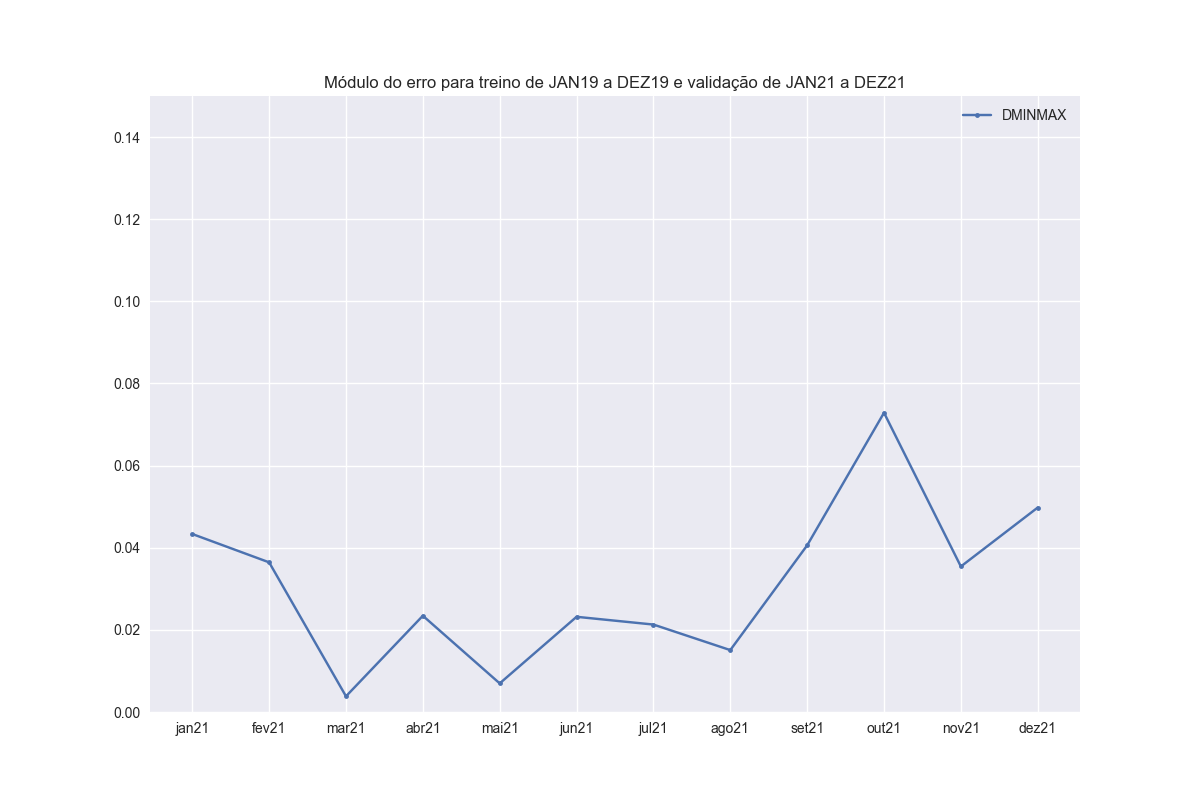 Módulo do erro para treino de JAN19 a DEZ19 e validação de JAN21 a DEZ21
DMINMAX
0.14
0.12
0.10
0.08
0.06
0.04
0.02
0.00
jan21 fev21 mar21 abr21 mai21 jun21 jul21 ago21 set21 out21 nov21 dez21